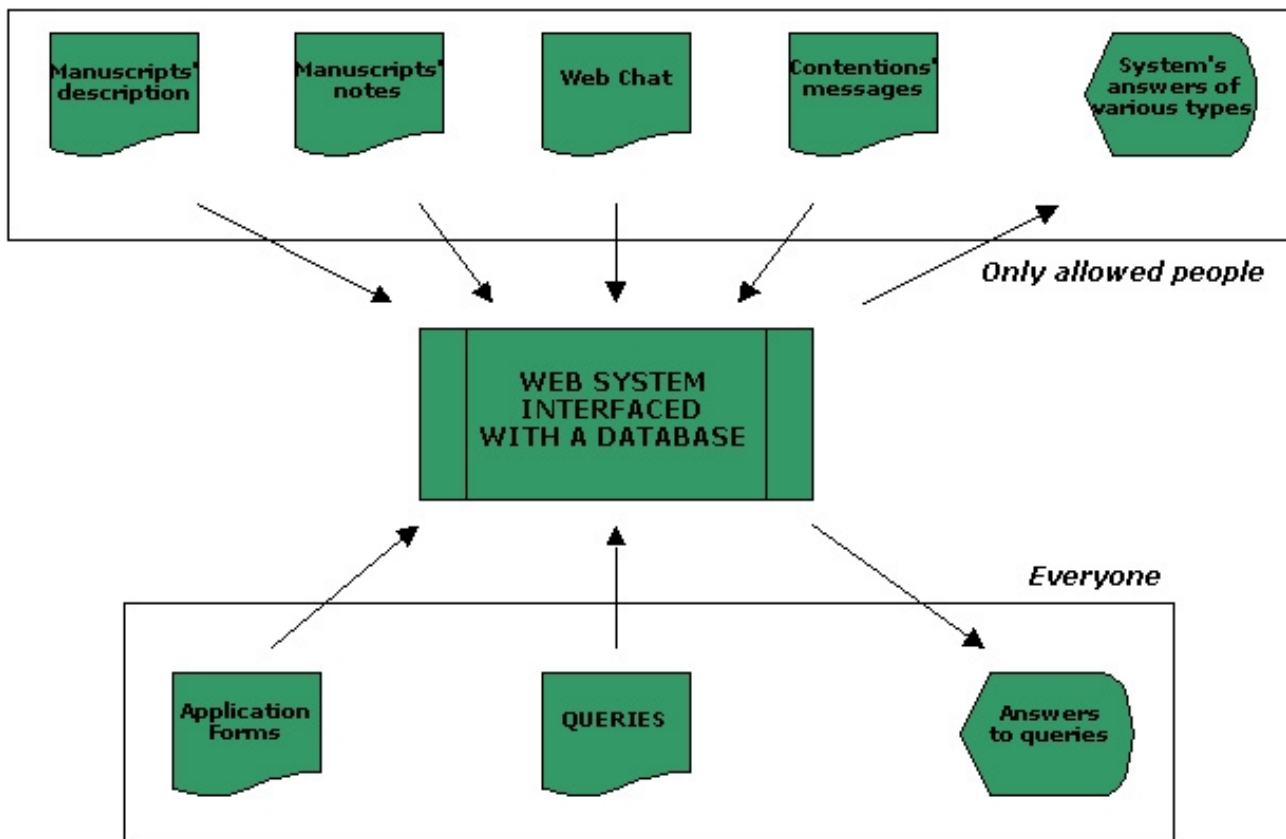 Manuscripts'
description
Manuscripts'
notes
Web Chat
Contentions'
messages
System's
answers of
various types
Only allowed people
WEB SYSTEM
INTERFACED
WITH A DATABASE
Everyone
Application
Forms
QUERIES
Answers
to queries